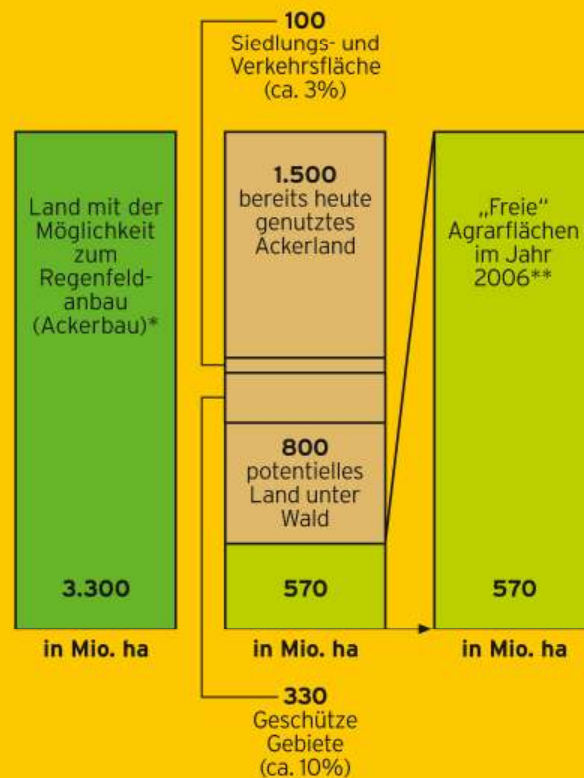 100
Siedlungs- und
Verkehrsfläche
(ca. 3%)
Land mit der
Möglichkeit
zum
Regenfeld-
anbau
(Ackerbau)*
3.300
in Mio. ha
1.500
bereits heute
genutztes
Ackerland
800
potentielles
Land unter
Wald
570
in Mio. ha
„Freie“
Agrarflächen
im Jahr
2006**
570
in Mio. ha
330
Geschütze
Gebiete
(ca. 10%)